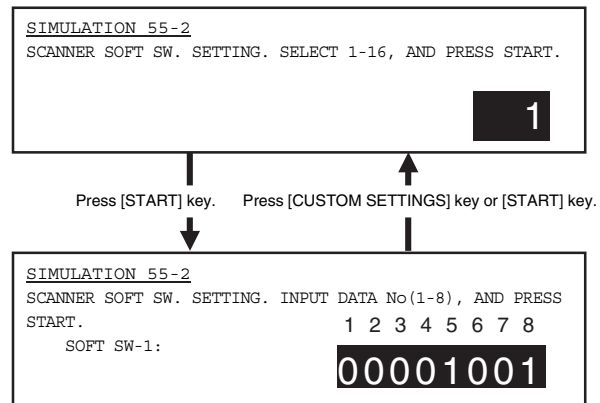 SIMULATION 55-2
SCANNER SOFT SW. SETTING. SELECT 1-16, AND PRESS START.
1
Press [START] key.
Press [CUSTOM SETTINGS] key or [START] key.
SIMULATION 55-2
SCANNER SOFT SW. SETTING. INPUT DATA No(1-8), AND PRESS
START.
1 2 3 4 5 6 7 8
SOFT SW-1:
00001001